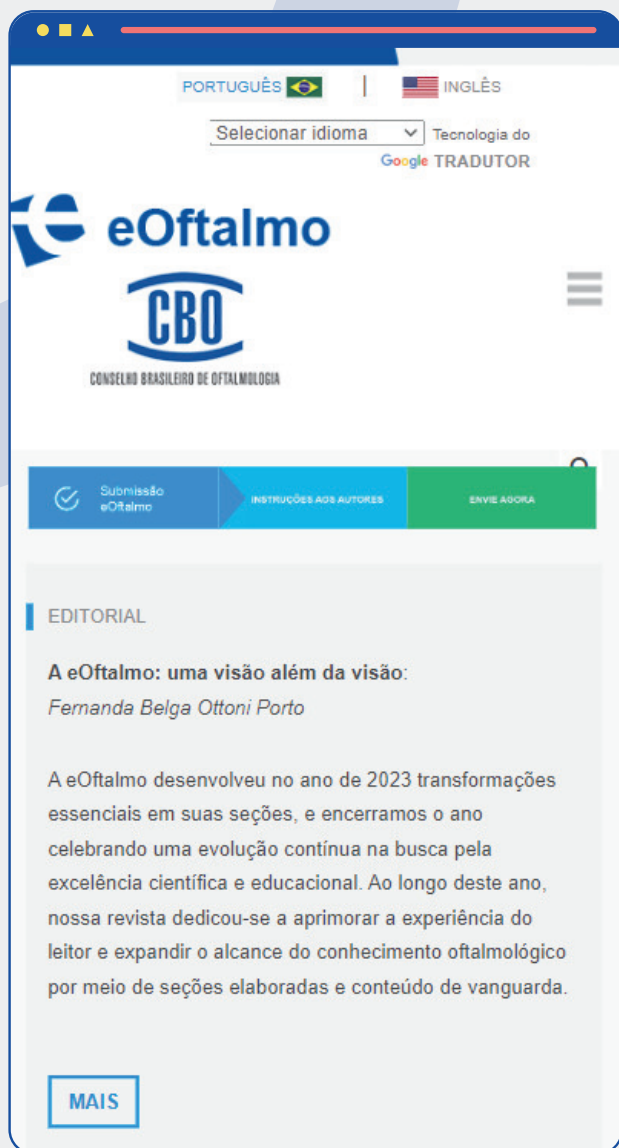 PORTUGUÊS | INGLÊS
Selecionar idioma Tecnologia do
Google TRADUTOR
eOftalmo
CBO
CONSELHO BRASILEIRO DE OFTALMOLOGIA
Submissão
eOftalmo
INSTRUÇÕES AOS AUTORES
ENVIE AGORA
EDITORIAL
A eOftalmo: uma visão além da visão:
Fernanda Belga Ottoni Porto
A eOftalmo desenvolveu no ano de 2023 transformações
essenciais em suas seções, e encerramos o ano
celebrando uma evolução contínua na busca pela
excelência científica e educacional. Ao longo deste ano,
nossa revista dedicou-se a aprimorar a experiência do
leitor e expandir o alcance do conhecimento oftalmológico
por meio de seções elaboradas e conteúdo de vanguarda.
MAIS